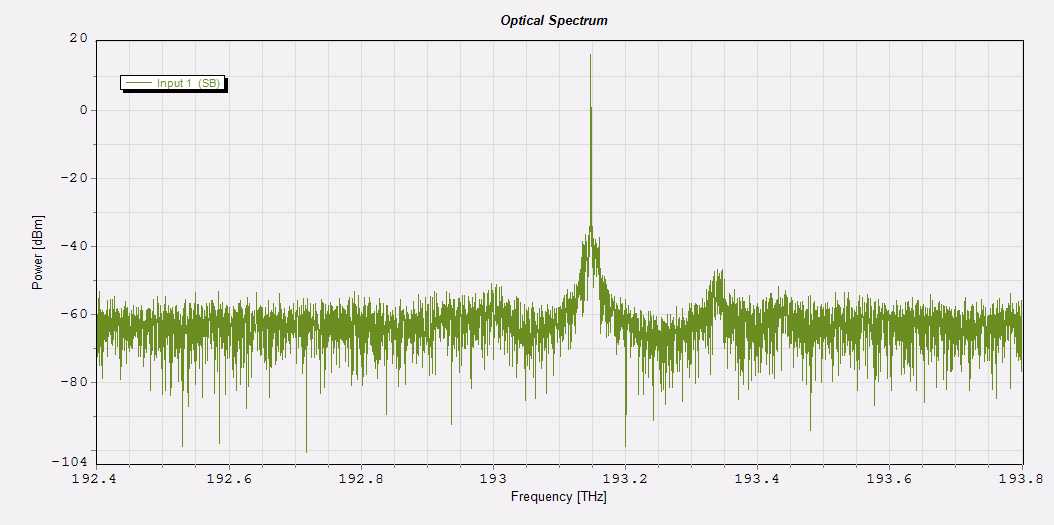 Optical Spectrum
20
Input 1 (SB)
0
-20
Power [dBm]
-40
-60
-80
-104
192.4 192.6 192.8 193 193.2 193.4 193.6 193.8
Frequency [THz]